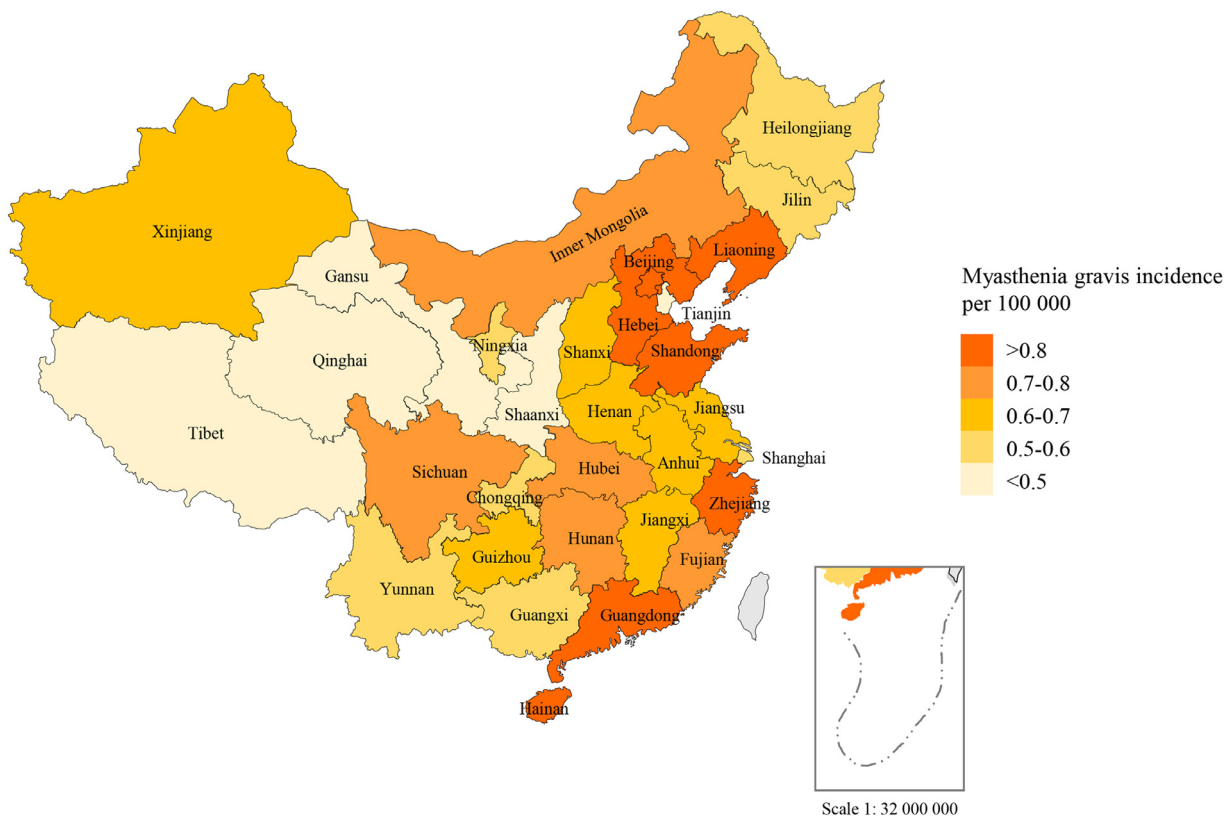 Heilongjiang
Jilin
Xinjiang
Inner Mongolia
Liaoning
Beijing
Gansu
Tianjin
Hebei
Ningxia
Shanxi
Shandong
Qinghai
Shaanxi
Henan
Jiangsu
Tibet
Shanghai
Anhui
Sichuan
Hubei
Chongqing
Zhejiang
Jiangxi
Hunan
Guizhou
Fujian
Yunnan
Guangxi
Guangdong
Hainan
Myasthenia gravis incidence
per 100 000
>0.8
0.7-0.8
0.6-0.7
0.5-0.6
<0.5
Scale 1: 32 000 000